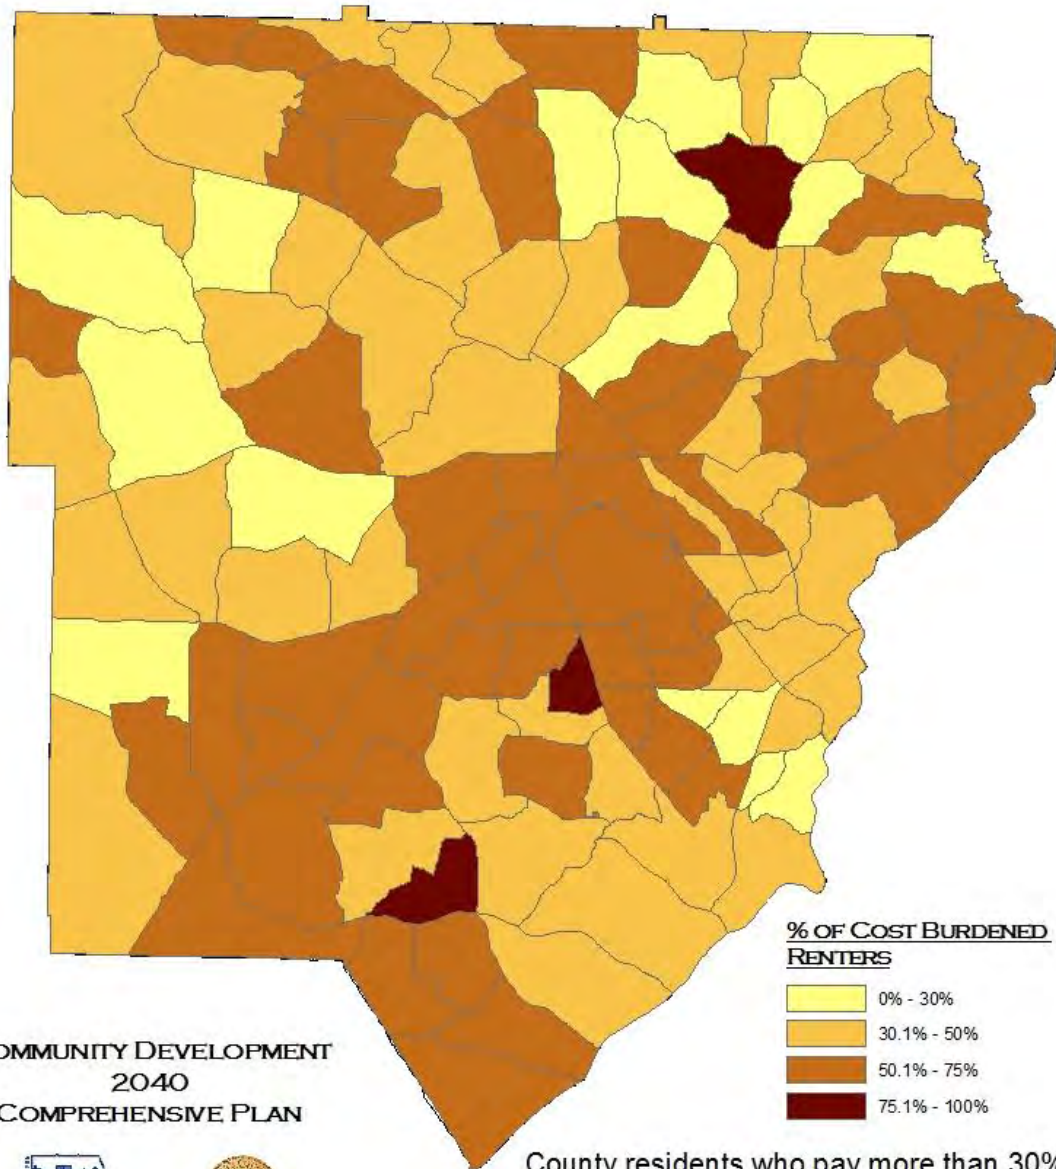 % OF COST BURDENED
RENTERS
0% - 30%
30.1% - 50%
50.1% - 75%
75.1% - 100%
OMMUNITY DEVELOPMENT
2040
COMPREHENSIVE PLAN
County residents who pay more than 30%